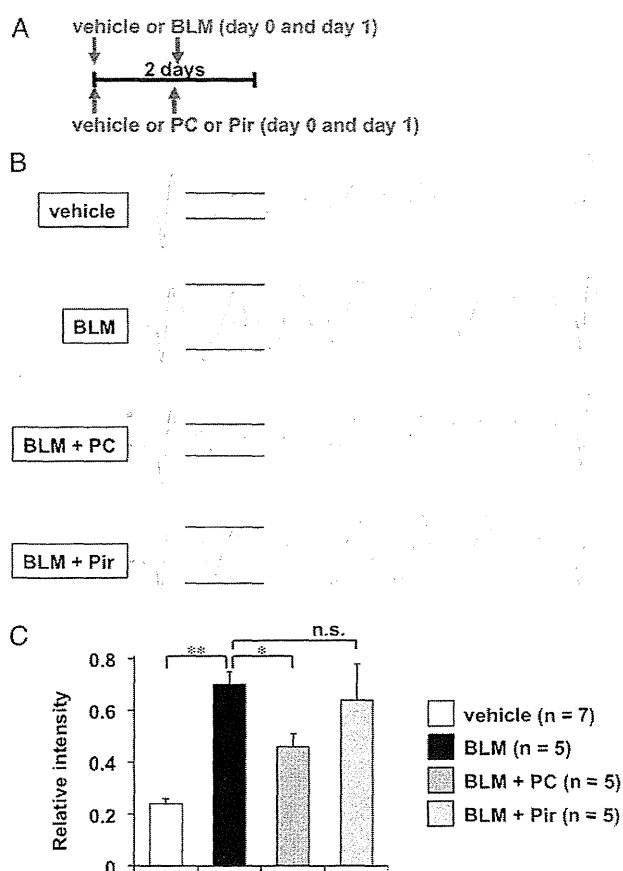 A
vehicle or BLM (day 0 and day 1)
2 days
vehicle or PC or Pir (day 0 and day 1)
B
vehicle
BLM
BLM + PC
BLM + Pir
C
n.s.
** *
0.8
0.6
0.4
0.2
0
Relative intensity
vehicle (n = 7)
BLM (n = 5)
BLM + PC (n = 5)
BLM + Pir (n = 5)